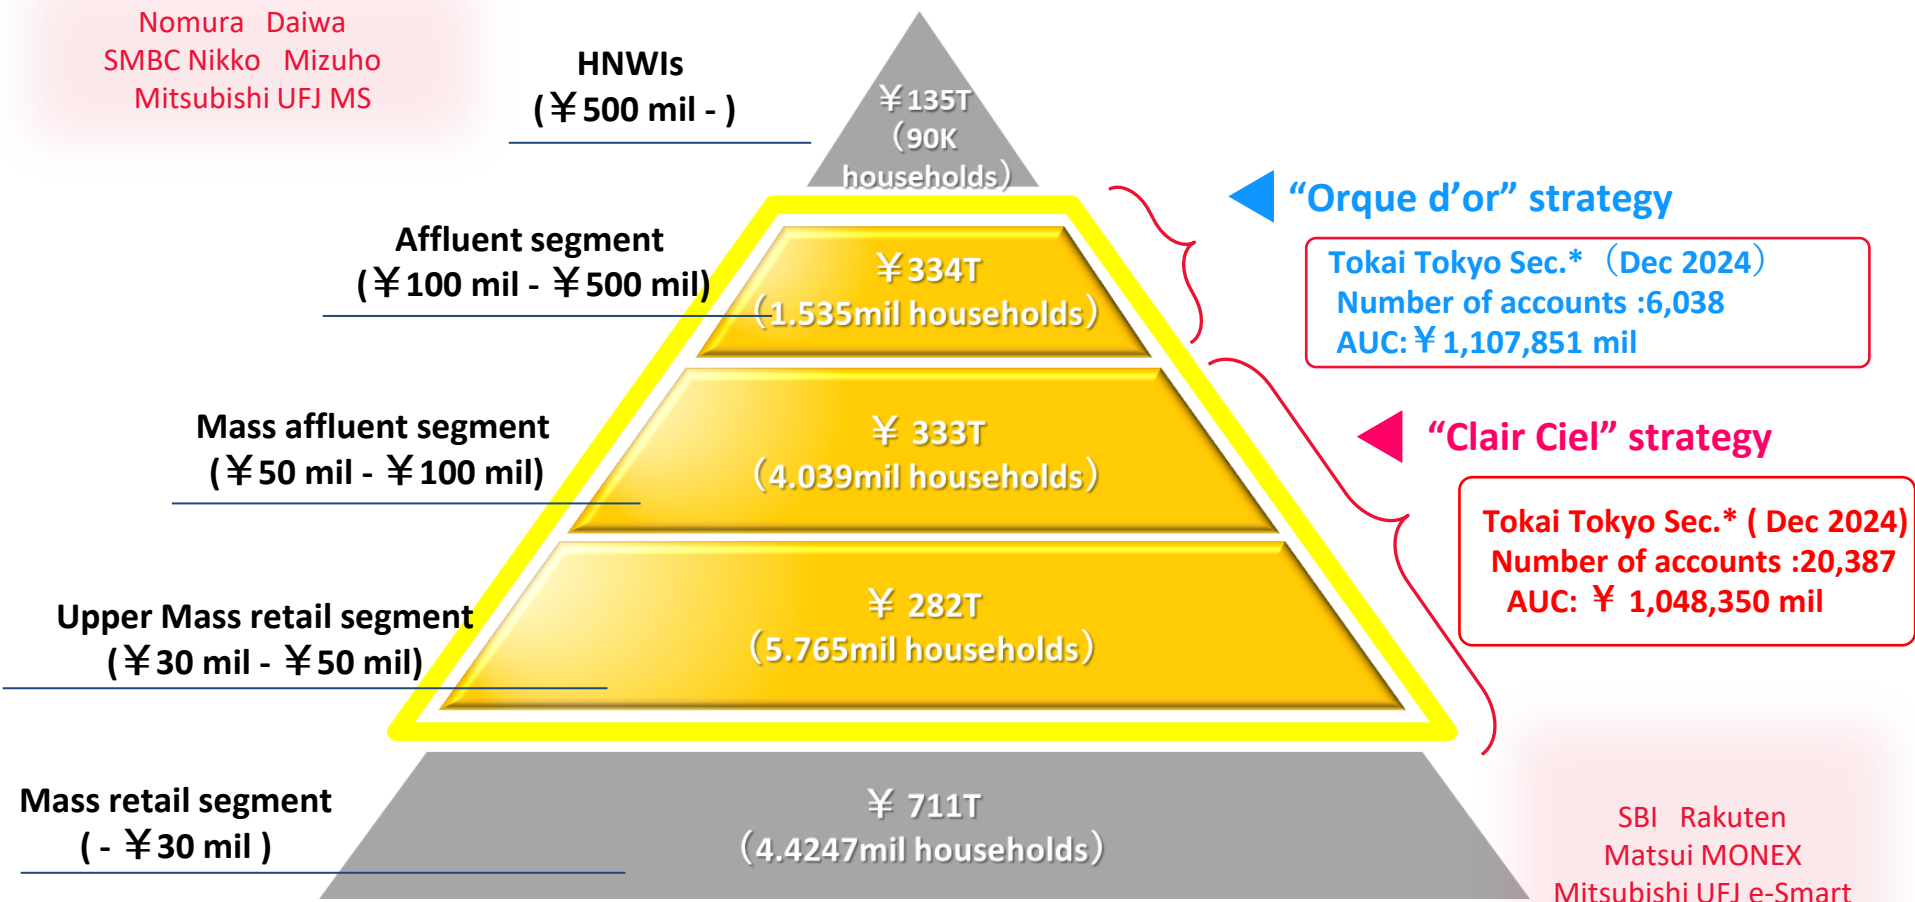 Nomura Daiwa
SMBC Nikko Mizuho
Mitsubishi UFJ MS
HNWIs
(￥500 mil - )
￥135T
（90K
households）
“Orque d’or” strategy
Tokai Tokyo Sec.*（Dec 2024）
Number of accounts :6,038
AUC:￥1,107,851 mil
Affluent segment
(￥100 mil - ￥500 mil)
￥334T
（1.535mil households）
Mass affluent segment
(￥50 mil - ￥100 mil)
￥ 333T
（4.039mil households）
“Clair Ciel” strategy
Tokai Tokyo Sec.* ( Dec 2024)
Number of accounts :20,387
AUC: ￥ 1,048,350 mil
Upper Mass retail segment
(￥30 mil - ￥50 mil)
￥ 282T
（5.765mil households）
Mass retail segment
( - ￥30 mil )
￥ 711T
（4.4247mil households）
SBI Rakuten
Matsui MONEX
Mitsubishi UFJ e-Smart